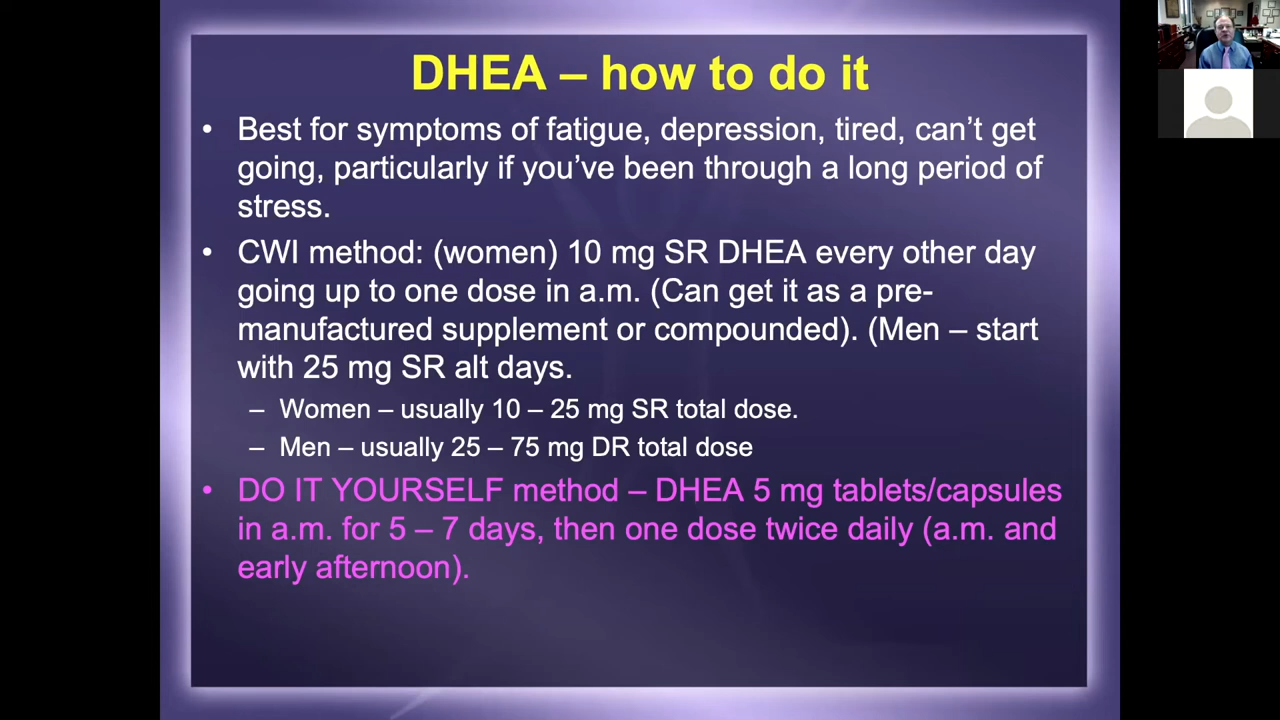 DHEA – how to do it
• Best for symptoms of fatigue, depression, tired, can’t get
going, particularly if you’ve been through a long period of
stress.
• CWI method: (women) 10 mg SR DHEA every other day
going up to one dose in a.m. (Can get it as a pre-
manufactured supplement or compounded). (Men – start
with 25 mg SR alt days.
– Women – usually 10 – 25 mg SR total dose.
– Men – usually 25 – 75 mg DR total dose
• DO IT YOURSELF method – DHEA 5 mg tablets/capsules
in a.m. for 5 – 7 days, then one dose twice daily (a.m. and
early afternoon).